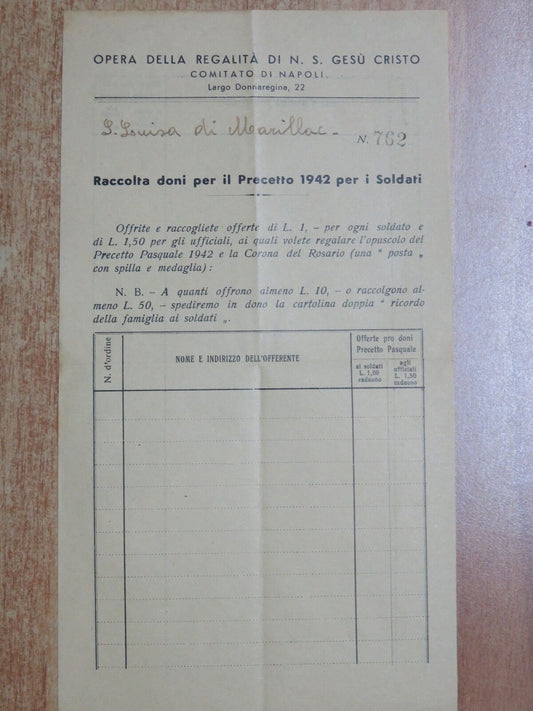 OPERA DELLA REGALITÀ DI N. S. GESÙ CRISTO
COMITATO DI NAPOLI
Largo Donnaregina, 22
S. Luisa di Marillac -
N. 762
Raccolta doni per il Precetto 1942 per i Soldati
Offrite e raccogliete offerte di L. 1, – per ogni soldato e
di L. 1,50 per gli ufficiali, ai quali volete regalare l'opuscolo del
Precetto Pasquale 1942 e la Corona del Rosario (una “ posta „
con spilla e medaglia) :
N. B. – A quanti offrono almeno L. 10, – o raccolgono al-
meno L. 50, – spediremo in dono la cartolina doppia “ ricordo
della famiglia ai soldati „.
N. d'ordine
NOME E INDIRIZZO DELL'OFFERENTE
Offerte pro doni
Precetto Pasquale
ai soldati
L. 1,00
cadauno
agli
ufficiali
L. 1,50
cadauno